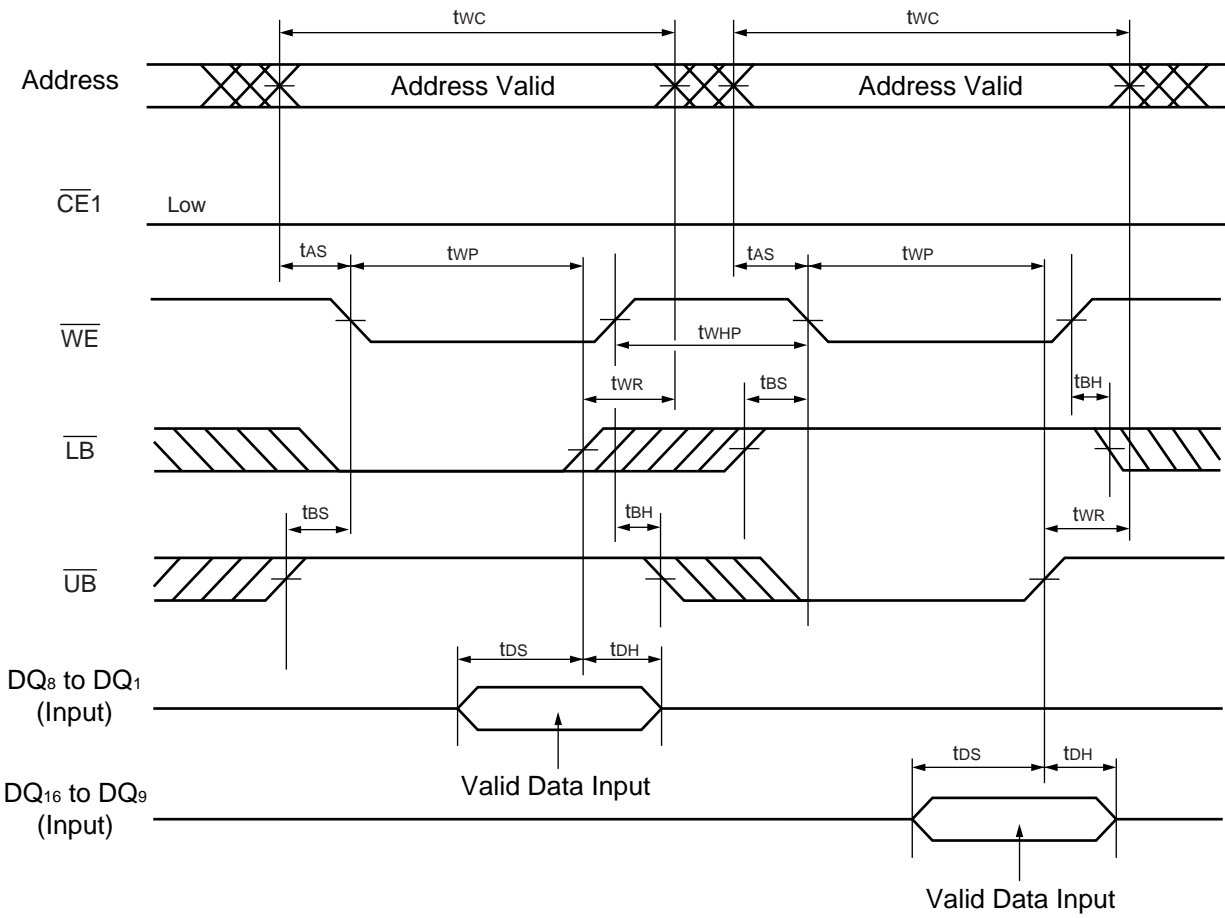 tWC tWC
Address Address Valid Address Valid
CE1 Low
tAS tWP tAS tWP
WE
tWHP
tWR tBS tBH
LB
tBS tBH tWR
UB
tDS tDH
DQ8 to DQ1
(Input)
Valid Data Input
tDS tDH
DQ16 to DQ9
(Input)
Valid Data Input